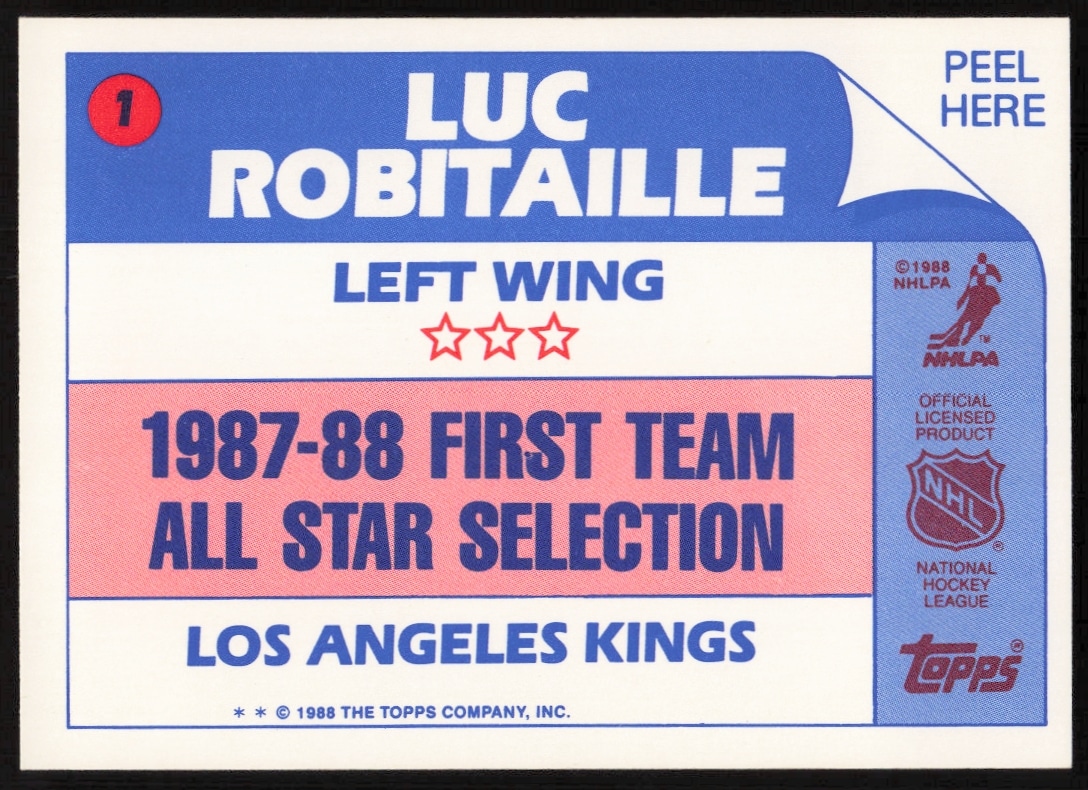 1
LUC
ROBITAILLE
PEEL
HERE
LEFT WING
1987-88 FIRST TEAM
ALL STAR SELECTION
LOS ANGELES KINGS
* * © 1988 THE TOPPS COMPANY, INC.
©1988
NHLPA
TM
NHLPA
OFFICIAL
LICENSED
PRODUCT
NHL
®
NATIONAL
HOCKEY
LEAGUE
topps®